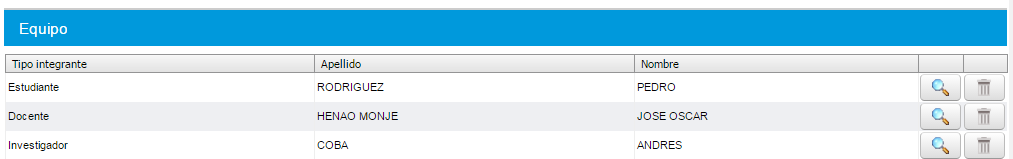 Equipo
Tipo integrante Apellido Nombre
Estudiante RODRIGUEZ PEDRO
Docente HENAO MONJE JOSE OSCAR
Investigador COBA ANDRES